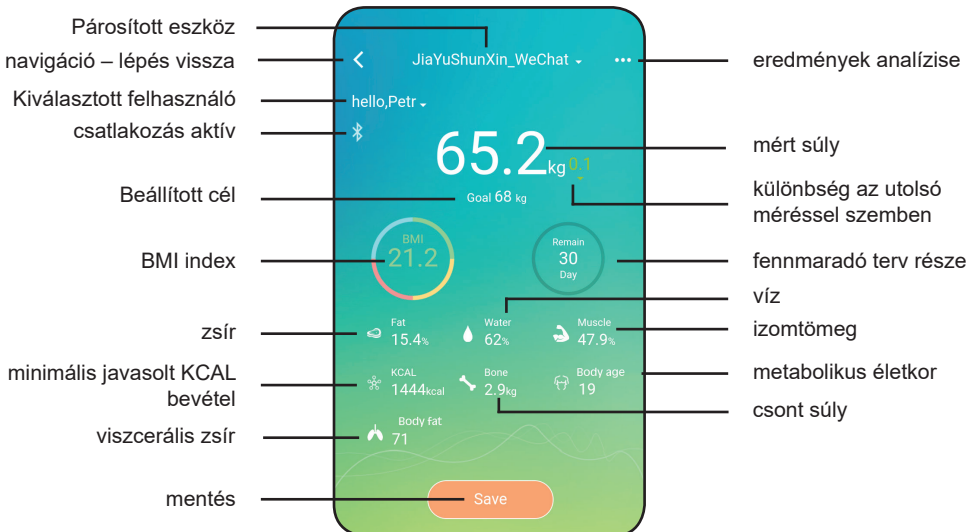 Párosított eszköz
navigáció – lépés vissza
Kiválasztott felhasználó
csatlakozás aktív
Beállított cél
BMI index
zsír
minimális javasolt KCAL
bevétel
viszcerális zsír
mentés
JiaYuShunXin_WeChat
hello,Petr
65.2kg 0.1
Goal 68 kg
BMI
21.2
Remain
30
Day
Fat
15.4%
Water
62%
Muscle
47.9%
KCAL
1444kcal
Bone
2.9kg
Body age
19
Body fat
71
Save
eredmények analízise
mért súly
különbség az utolsó
méréssel szemben
fennmaradó terv része
víz
izomtömeg
metabolikus életkor
csont súly